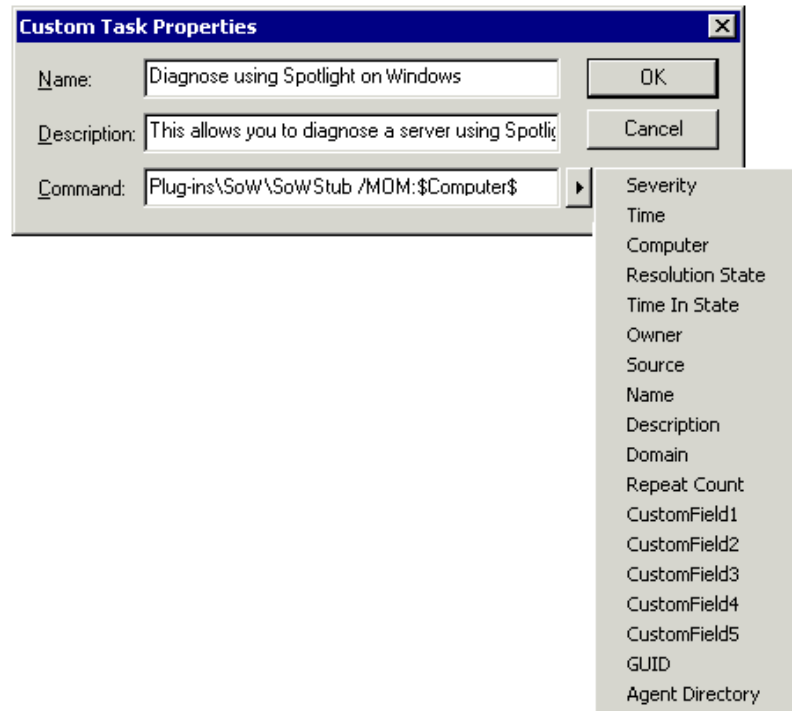 Custom Task Properties
Name: Diagnose using Spotlight on Windows
OK
Description: This allows you to diagnose a server using
Cancel
Command: Plug-ins\SoW\SoWStub /MOM:$Computer$
Severity
Time
Computer
Resolution State
Time In State
Owner
Source
Name
Description
Domain
Repeat Count
CustomField1
CustomField2
CustomField3
CustomField4
CustomField5
GUID
Agent Directory